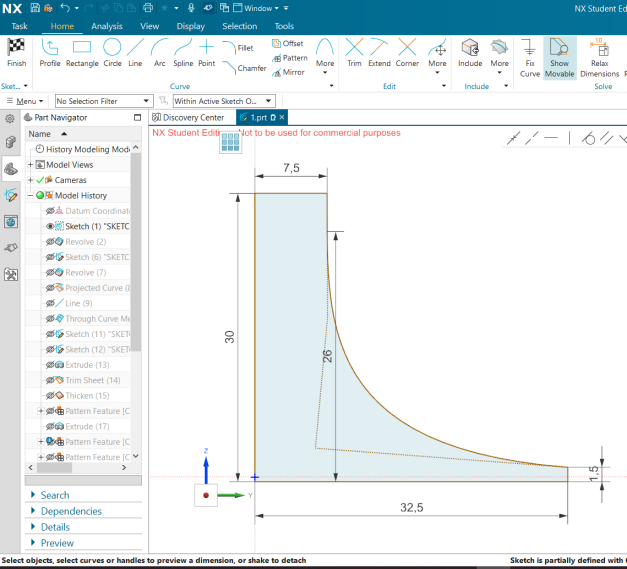 NX
Window
NX Student Ed
Task Home Analysis View Display Selection Tools
Finish
Profile Rectangle Circle Line Arc Spline Point
Fillet
Chamfer
Offset
Pattern
Mirror
More
Trim Extend Corner More
Include More
Fix Curve
Show Movable
Relax Dimensions
Sket... Curve Edit Include Solve
Menu No Selection Filter Within Active Sketch O...
Part Navigator
Discovery Center 1.prt
NX Student Editi Not to be used for commercial purposes
Name
History Modeling Mod
Model Views
Cameras
Model History
Datum Coordinat
Sketch (1) "SKETC
Revolve (2)
Sketch (6) "SKETC
Revolve (7)
Projected Curve (
Line (9)
Through Curve Me
Sketch (11) "SKET
Sketch (12) "SKET
Extrude (13)
Trim Sheet (14)
Thicken (15)
Pattern Feature [C
Extrude (17)
Pattern Feature [C
Pattern Feature [C
Search
Dependencies
Details
Preview
7,5
30
26
1,5
32,5
Z
Y
Select objects, select curves or handles to preview a dimension, or shake to detach
Sketch is partially defined with